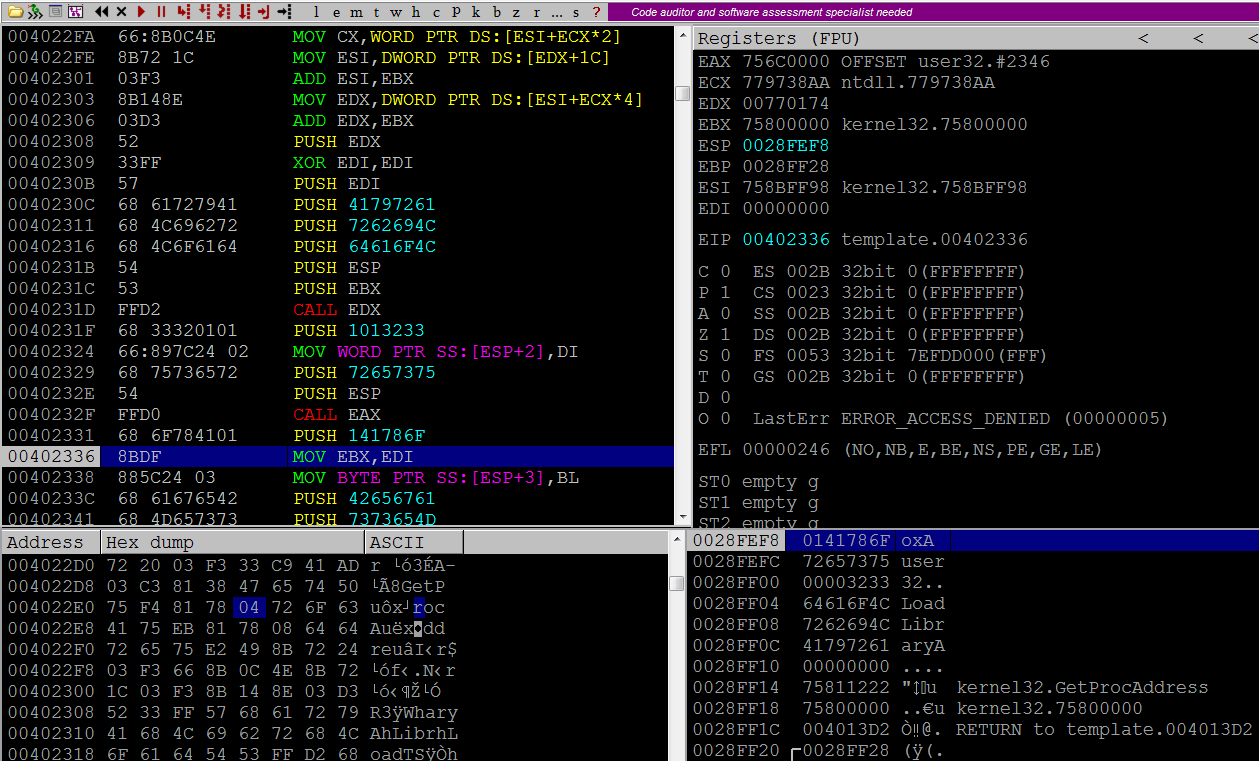 l e m t w h c p k b z r ... s ? Code auditor and software assessment specialist needed
004022FA 66:8B0C4E MOV CX,WORD PTR DS:[ESI+ECX*2]
004022FE 8B72 1C MOV ESI,DWORD PTR DS:[EDX+1C]
00402301 03F3 ADD ESI,EBX
00402303 8B148E MOV EDX,DWORD PTR DS:[ESI+ECX*4]
00402306 03D3 ADD EDX,EBX
00402308 52 PUSH EDX
00402309 33FF XOR EDI,EDI
0040230B 57 PUSH EDI
0040230C 68 61727941 PUSH 41797261
00402311 68 4C696272 PUSH 7262694C
00402316 68 4C6F6164 PUSH 64616F4C
0040231B 54 PUSH ESP
0040231C 53 PUSH EBX
0040231D FFD2 CALL EDX
0040231F 68 33320101 PUSH 1013233
00402324 66:897C24 02 MOV WORD PTR SS:[ESP+2],DI
00402329 68 75736572 PUSH 72657375
0040232E 54 PUSH ESP
0040232F FFD0 CALL EAX
00402331 68 6F784101 PUSH 141786F
00402336 8BDF MOV EBX,EDI
00402338 885C24 03 MOV BYTE PTR SS:[ESP+3],BL
0040233C 68 61676542 PUSH 42656761
00402341 68 4D657373 PUSH 7373654D
Registers (FPU) < < <
EAX 756C0000 OFFSET user32.#2346
ECX 779738AA ntdll.779738AA
EDX 00770174
EBX 75800000 kernel32.75800000
ESP 0028FEF8
EBP 0028FF28
ESI 758BFF98 kernel32.758BFF98
EDI 00000000
EIP 00402336 template.00402336
C 0 ES 002B 32bit 0(FFFFFFFF)
P 1 CS 0023 32bit 0(FFFFFFFF)
A 0 SS 002B 32bit 0(FFFFFFFF)
Z 1 DS 002B 32bit 0(FFFFFFFF)
S 0 FS 0053 32bit 7EFDD000(FFF)
T 0 GS 002B 32bit 0(FFFFFFFF)
D 0
O 0 LastErr ERROR_ACCESS_DENIED (00000005)
EFL 00000246 (NO,NB,E,BE,NS,PE,GE,LE)
ST0 empty g
ST1 empty g
ST2 empty g
Address Hex dump ASCII
004022D0 72 20 03 F3 33 C9 41 AD
004022D8 03 C3 81 38 47 65 74 50 └Ã8GetP
004022E0 75 F4 81 78 04 72 6F 63 uôx┘roc
004022E8 41 75 EB 81 78 08 64 64 Auëx◘dd
004022F0 72 65 75 E2 49 8B 72 24 reuâI‹r$
004022F8 03 F3 66 8B 0C 4E 8B 72 └óf‹.N‹r
00402300 1C 03 F3 8B 14 8E 03 D3 └ó‹¶Ž└Ó
00402308 52 33 FF 57 68 61 72 79 R3ÿWhary
00402310 41 68 4C 69 62 72 68 4C AhLibrhL
00402318 6F 61 64 54 53 FF D2 68 oadTSÿÒh
0028FEF8 0141786F oxA
0028FEFC 72657375 user
0028FF00 00003233 32..
0028FF04 64616F4C Load
0028FF08 7262694C Libr
0028FF0C 41797261 aryA
0028FF10 00000000 ....
0028FF14 75811222 kernel32.GetProcAddress
0028FF18 75800000 ..€u kernel32.75800000
0028FF1C 004013D2 Ò‼@. RETURN to template.004013D2
0028FF20 0028FF28 (ÿ(.